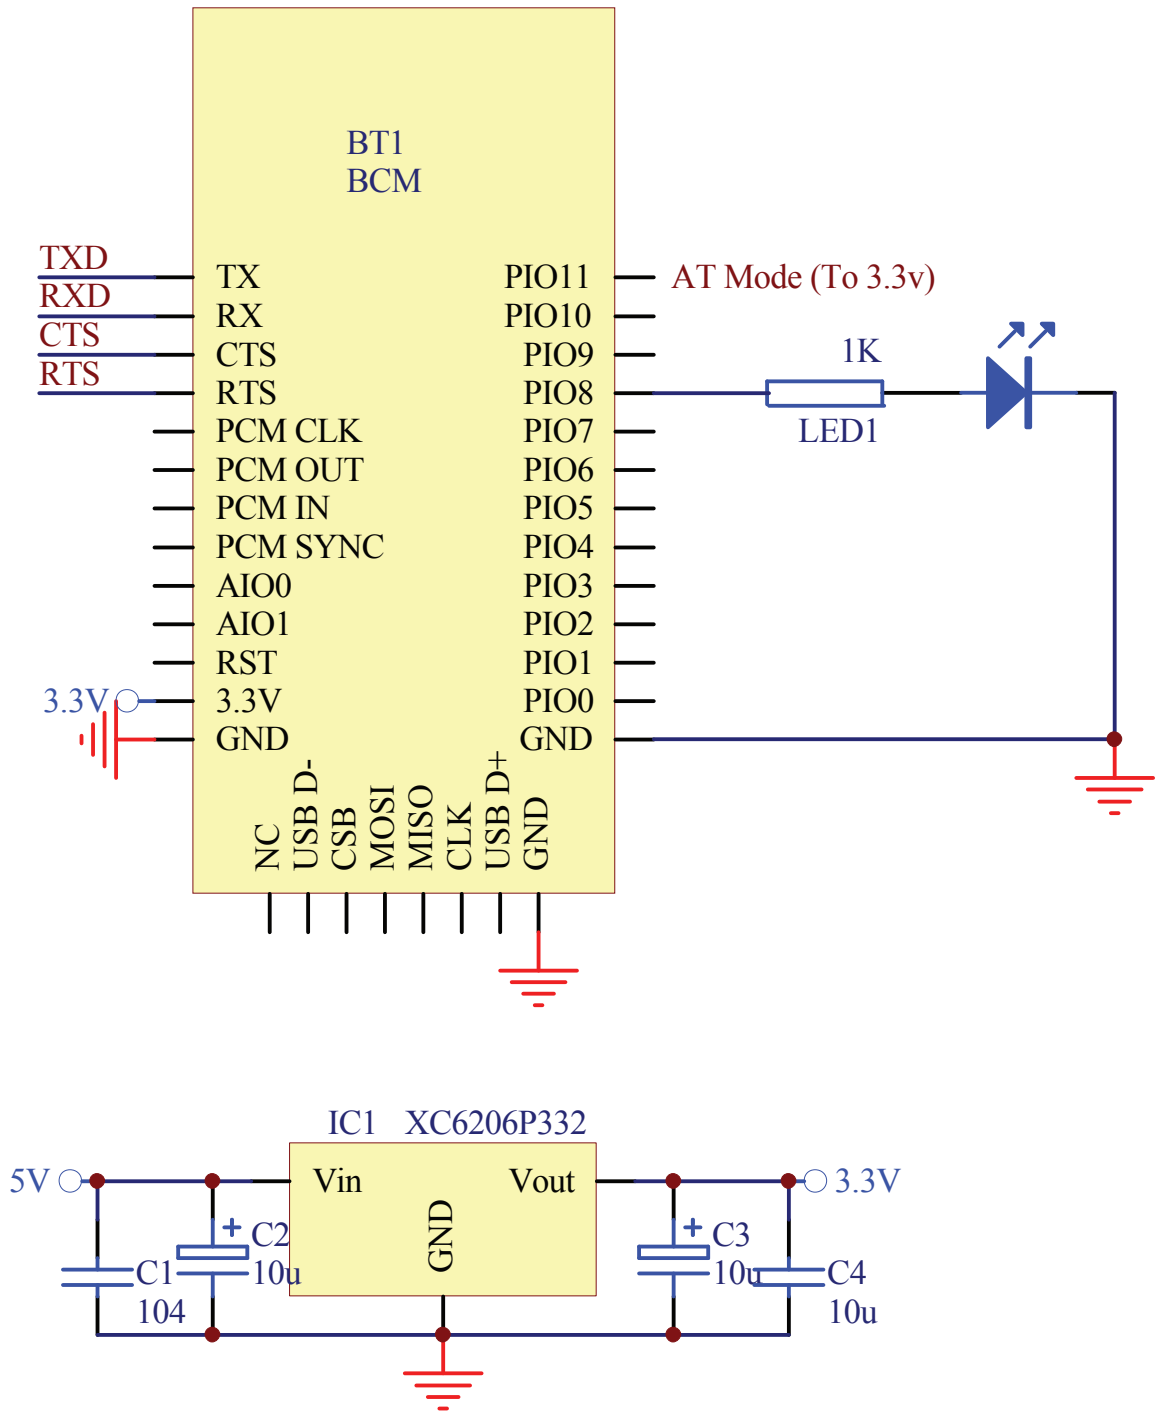 BT1
BCM
TXD
RXD
CTS
RTS
TX
RX
CTS
RTS
PCM CLK
PCM OUT
PCM IN
PCM SYNC
AIO0
AIO1
RST
3.3V
GND
3.3V
PIO11
PIO10
PIO9
PIO8
PIO7
PIO6
PIO5
PIO4
PIO3
PIO2
PIO1
PIO0
GND
AT Mode (To 3.3v)
1K
LED1
NC
USB D-
CSB
MOSI
MISO
CLK
USB D+
GND
IC1 XC6206P332
5V
Vin
Vout
GND
3.3V
+
C2
10u
C1
104
+
C3
10u
C4
10u